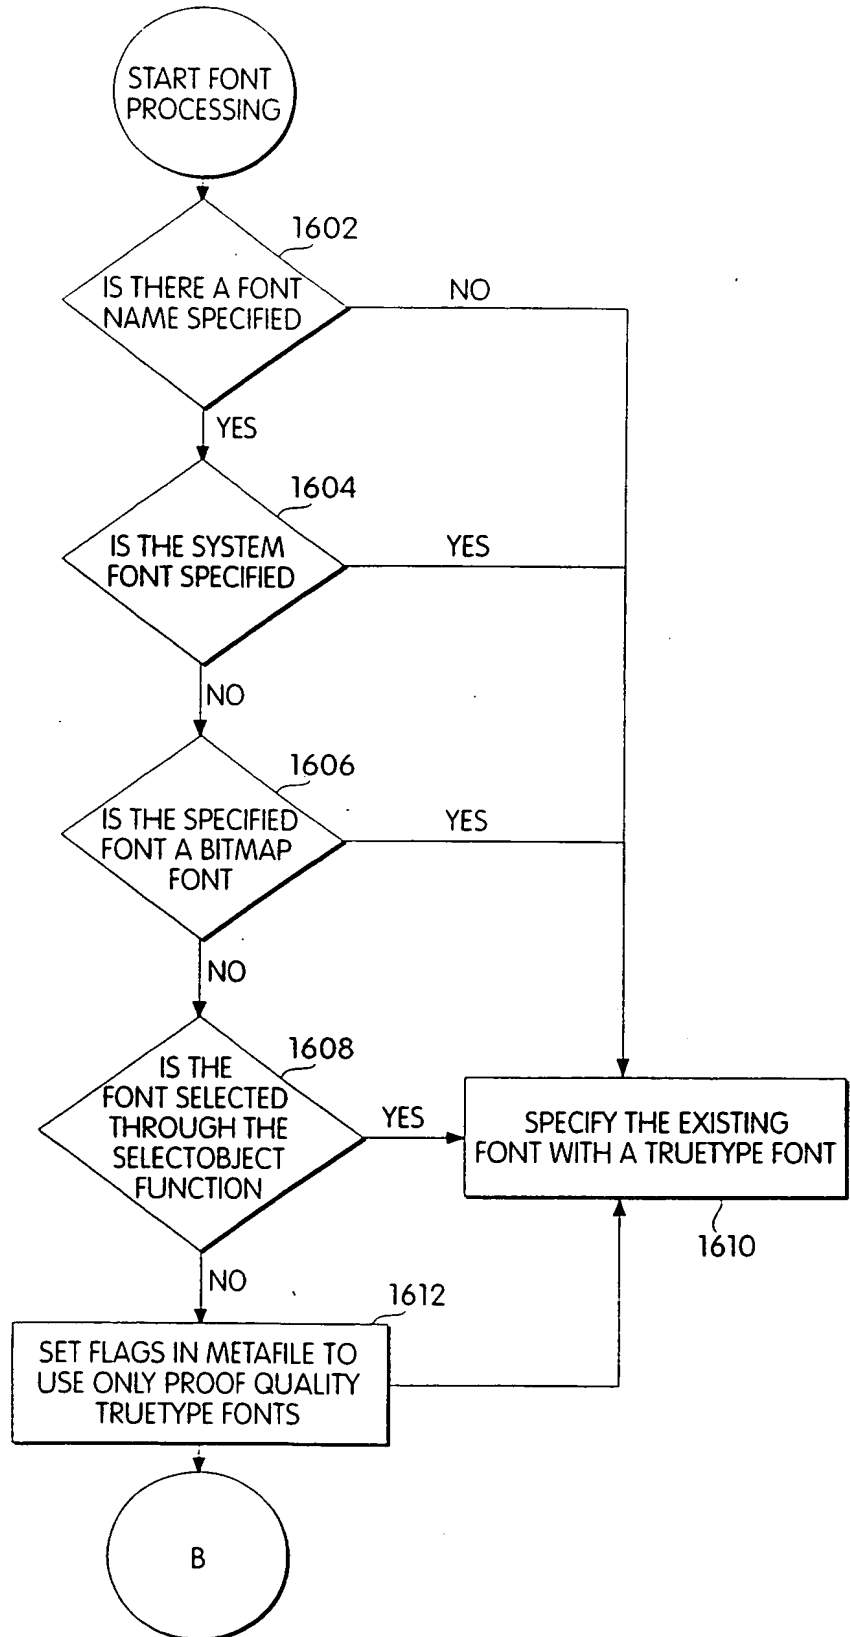 START FONT
PROCESSING
1602
IS THERE A FONT
NAME SPECIFIED
NO
YES
1604
IS THE SYSTEM
FONT SPECIFIED
YES
NO
1606
IS THE SPECIFIED
FONT A BITMAP
FONT
YES
NO
1608
IS THE
FONT SELECTED
THROUGH THE
SELECTOBJECT
FUNCTION
YES
SPECIFY THE EXISTING
FONT WITH A TRUETYPE FONT
1610
NO
1612
SET FLAGS IN METAFILE TO
USE ONLY PROOF QUALITY
TRUETYPE FONTS
B